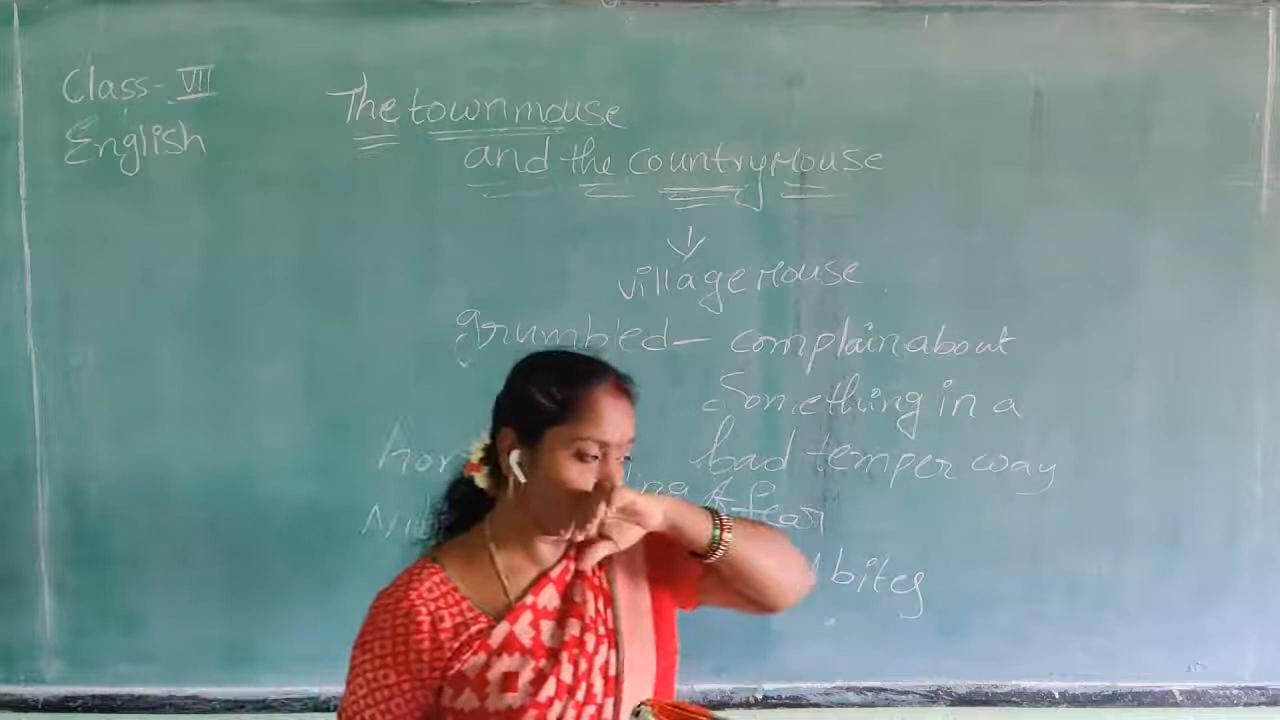 Class- VII
English
The townmouse
and the countryMouse
village Mouse
grumbled - complain about
Something in a
bad temper way
fear
bites